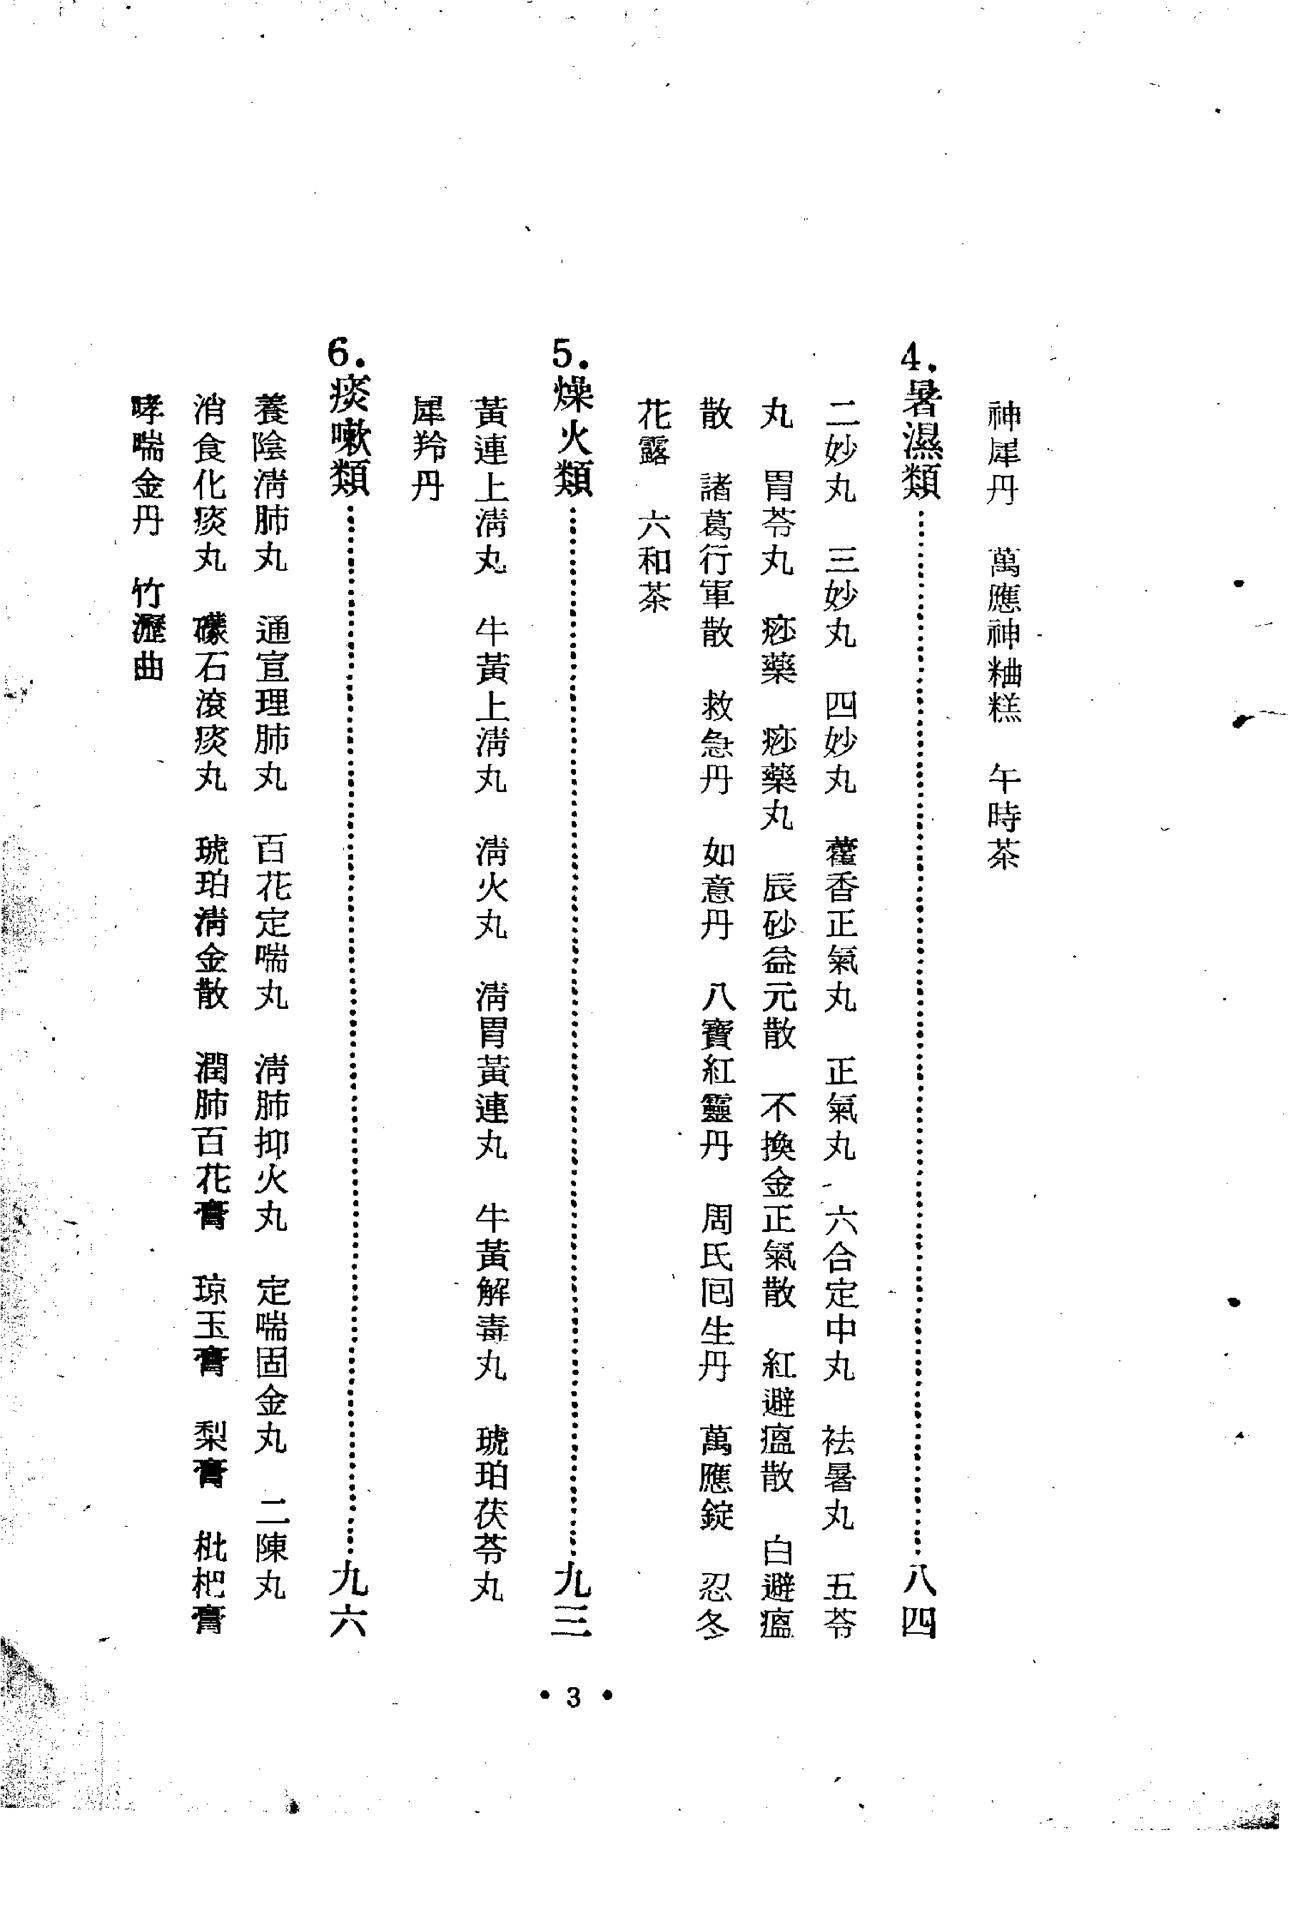 神犀丹　萬應神䊆糕　午時茶
4.暑濕類……八四
二妙丸　三妙丸　四妙丸　藿香正氣丸　正氣丸　六合定中丸　祛暑丸　五苓
丸　胃苓丸　痧藥　痧藥丸　辰砂益元散　不換金正氣散　紅避瘟散　白避瘟
散　諸葛行軍散　救急丹　如意丹　八寶紅靈丹　周氏囘生丹　萬應錠　忍冬
花露　六和茶
5.燥火類……九三
黃連上淸丸　牛黃上淸丸　淸火丸　淸胃黃連丸　牛黃解毒丸　琥珀茯苓丸
犀羚丹
6.痰嗽類……九六
養陰淸肺丸　通宣理肺丸　百花定喘丸　淸肺抑火丸　定喘固金丸　二陳丸
消食化痰丸　礞石滾痰丸　琥珀淸金散　潤肺百花膏　琼玉膏　梨膏　枇杷膏
哮喘金丹　竹瀝曲
• 3 •